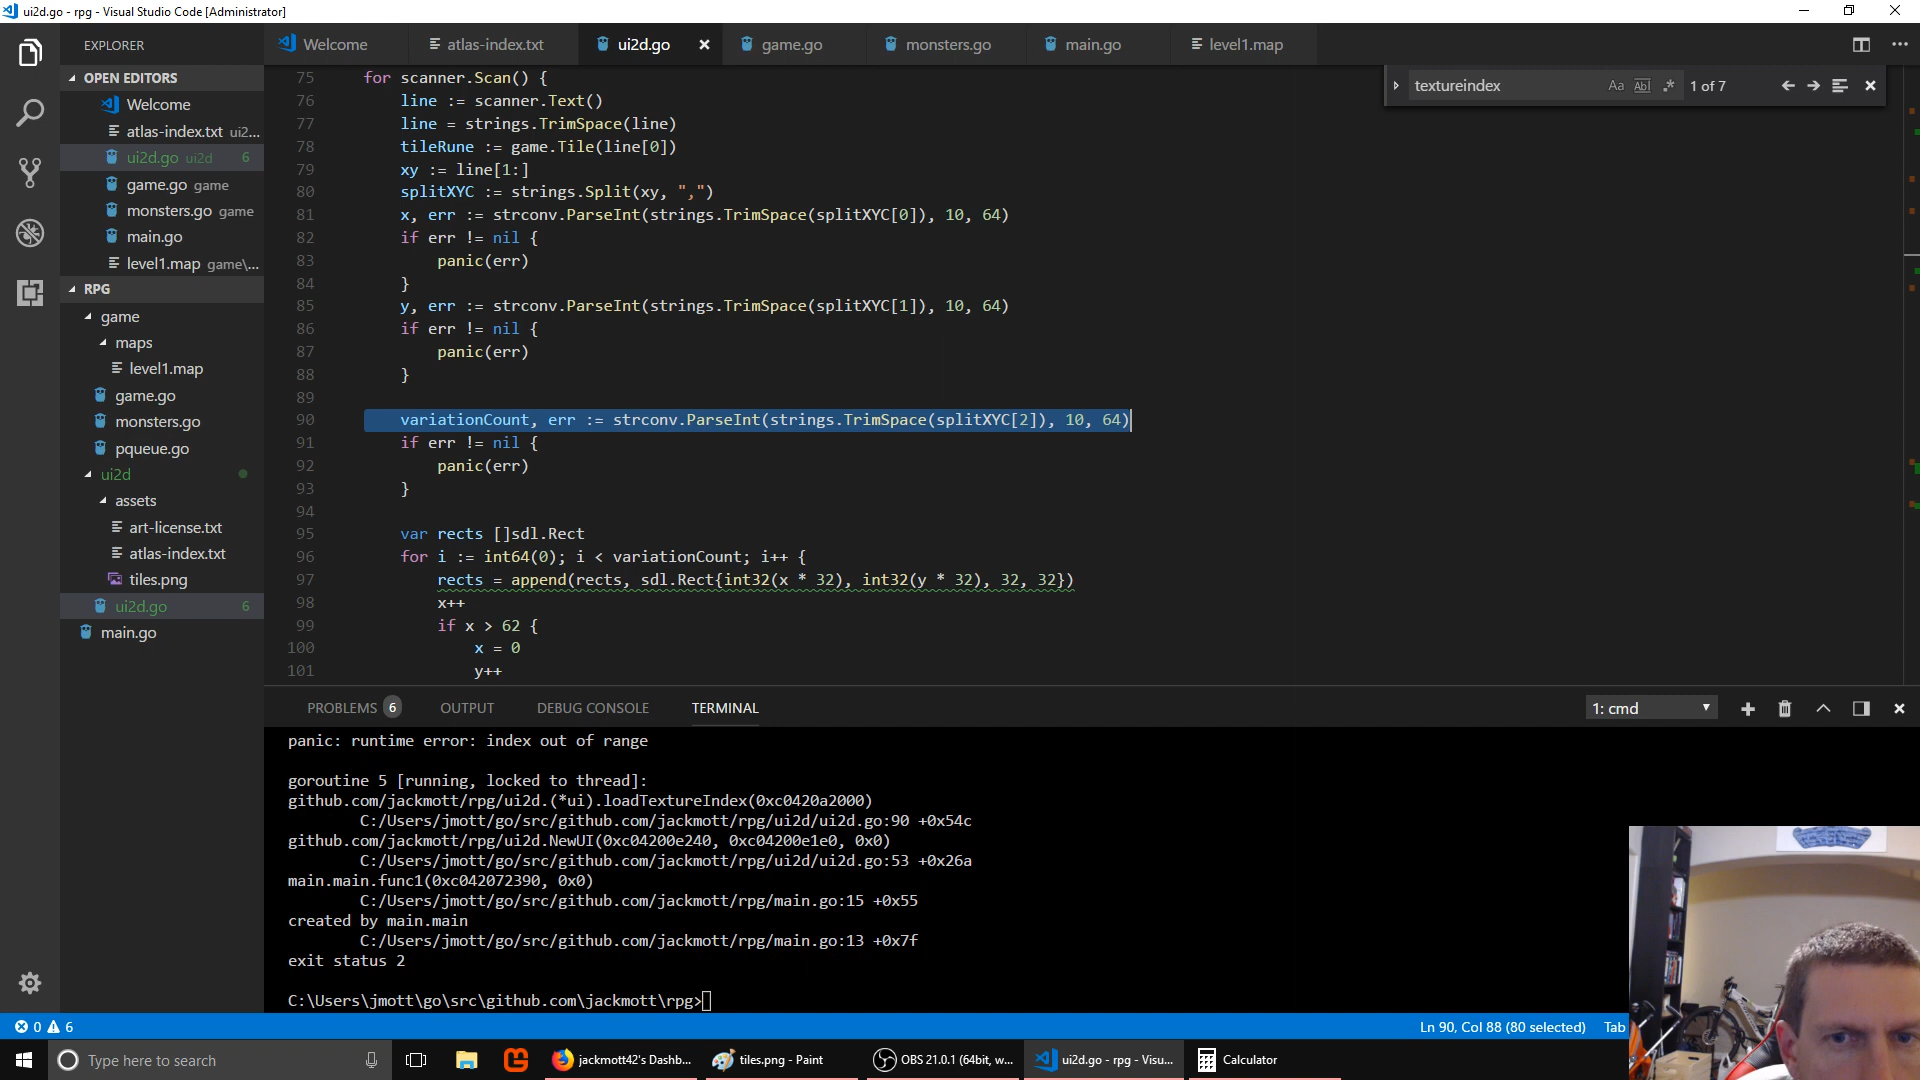 ui2d.go - rpg - Visual Studio Code [Administrator]
EXPLORER
OPEN EDITORS
Welcome
atlas-index.txt ui2...
ui2d.go ui2d 6
game.go game
monsters.go game
main.go
level1.map game\...
RPG
game
maps
level1.map
game.go
monsters.go
pqueue.go
ui2d
assets
art-license.txt
atlas-index.txt
tiles.png
ui2d.go 6
main.go
Welcome atlas-index.txt ui2d.go game.go monsters.go main.go level1.map
textureindex Aa Abl .* 1 of 7
75 for scanner.Scan() {
76 line := scanner.Text()
77 line = strings.TrimSpace(line)
78 tileRune := game.Tile(line[0])
79 xy := line[1:]
80 splitXYC := strings.Split(xy, ",")
81 x, err := strconv.ParseInt(strings.TrimSpace(splitXYC[0]), 10, 64)
82 if err != nil {
83 panic(err)
84 }
85 y, err := strconv.ParseInt(strings.TrimSpace(splitXYC[1]), 10, 64)
86 if err != nil {
87 panic(err)
88 }
89
90 variationCount, err := strconv.ParseInt(strings.TrimSpace(splitXYC[2]), 10, 64)
91 if err != nil {
92 panic(err)
93 }
94
95 var rects []sdl.Rect
96 for i := int64(0); i < variationCount; i++ {
97 rects = append(rects, sdl.Rect{int32(x * 32), int32(y * 32), 32, 32})
98 x++
99 if x > 62 {
100 x = 0
101 y++
PROBLEMS 6 OUTPUT DEBUG CONSOLE TERMINAL 1: cmd
panic: runtime error: index out of range
goroutine 5 [running, locked to thread]:
github.com/jackmott/rpg/ui2d.(*ui).loadTextureIndex(0xc0420a2000)
C:/Users/jmott/go/src/github.com/jackmott/rpg/ui2d/ui2d.go:90 +0x54c
github.com/jackmott/rpg/ui2d.NewUI(0xc04200e240, 0xc04200e1e0, 0x0)
C:/Users/jmott/go/src/github.com/jackmott/rpg/ui2d/ui2d.go:53 +0x26a
main.main.func1(0xc042072390, 0x0)
C:/Users/jmott/go/src/github.com/jackmott/rpg/main.go:15 +0x55
created by main.main
C:/Users/jmott/go/src/github.com/jackmott/rpg/main.go:13 +0x7f
exit status 2
C:\Users\jmott\go\src\github.com\jackmott\rpg>
0 6 Ln 90, Col 88 (80 selected) Tab
Type here to search jackmott42's Dashb... tiles.png - Paint OBS 21.0.1 (64bit, w... ui2d.go - rpg - Visu... Calculator